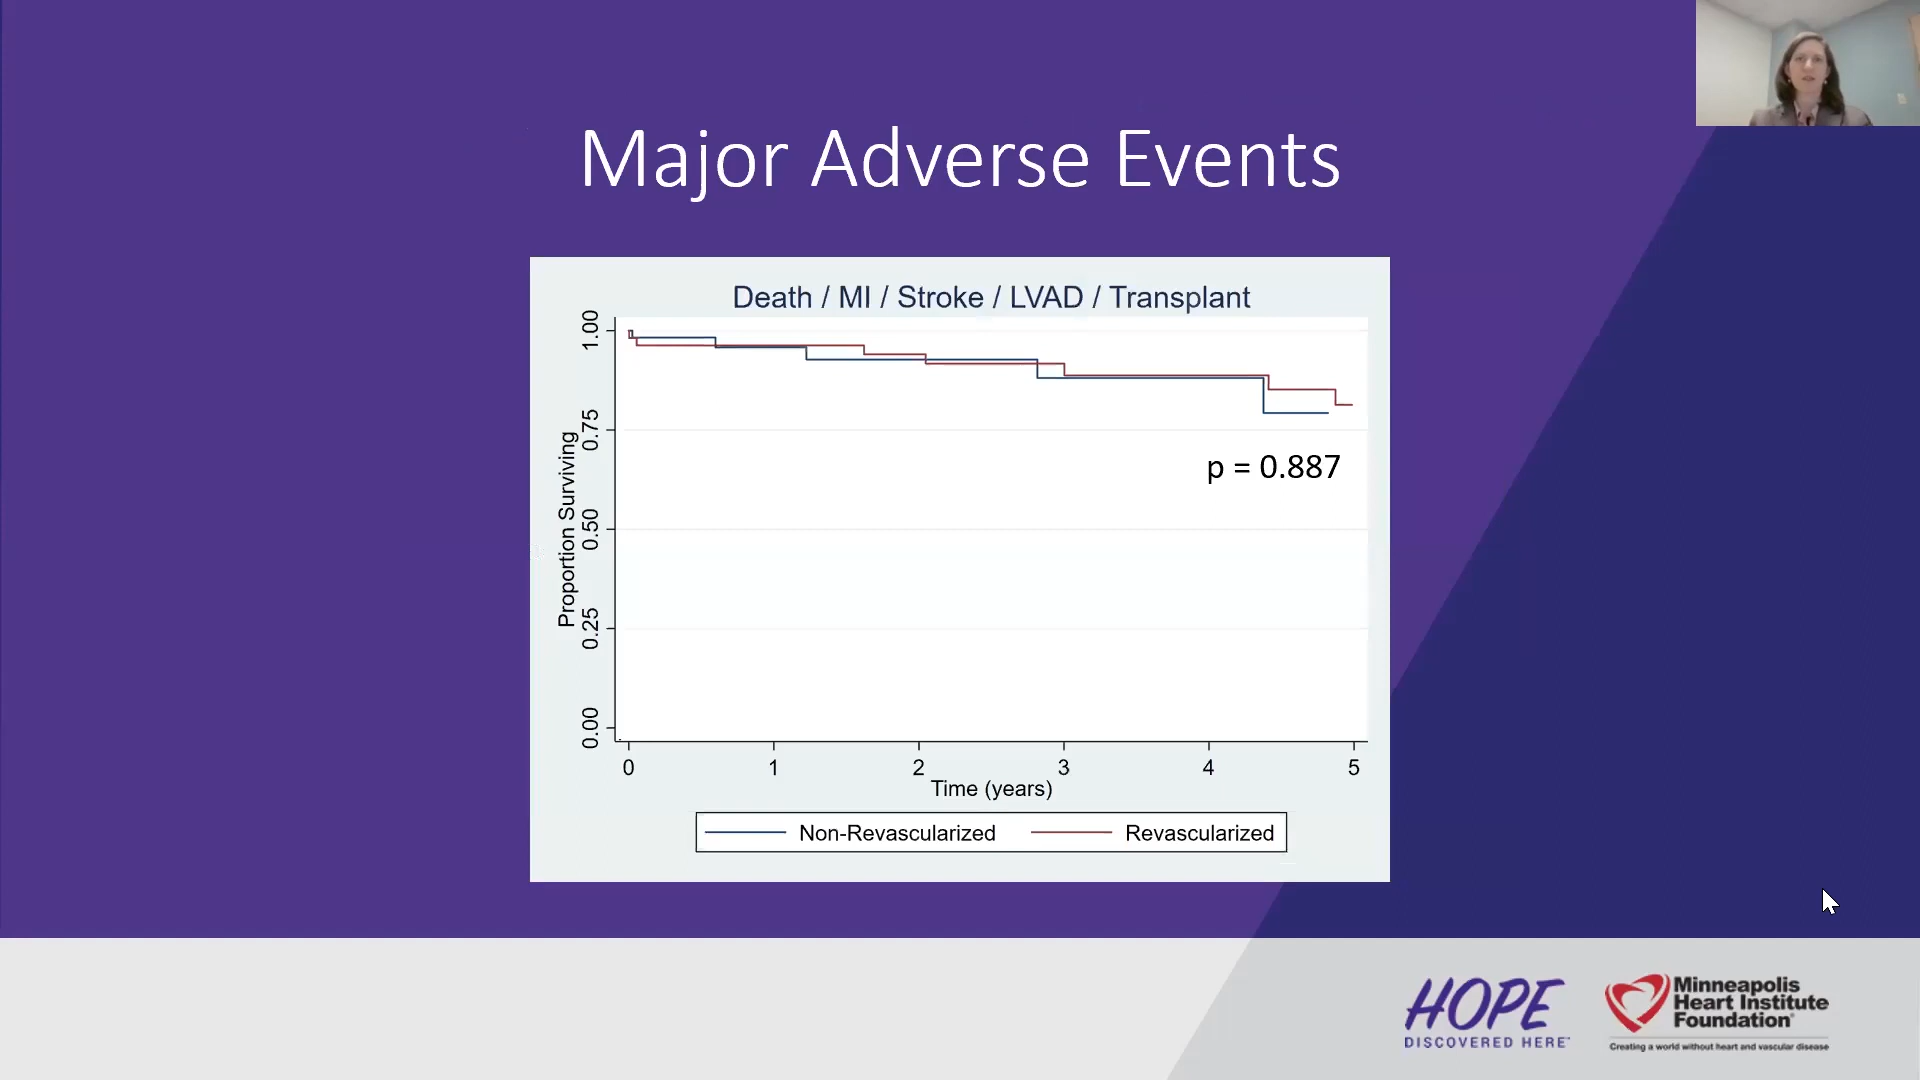 Major Adverse Events
Death / MI / Stroke / LVAD / Transplant
Proportion Surviving
1.00
0.75
0.50
0.25
0.00
p = 0.887
0 1 2 3 4 5
Time (years)
Non-Revascularized Revascularized
HOPE
DISCOVERED HERE™
Minneapolis
Heart Institute
Foundation®
Creating a world without heart and vascular disease